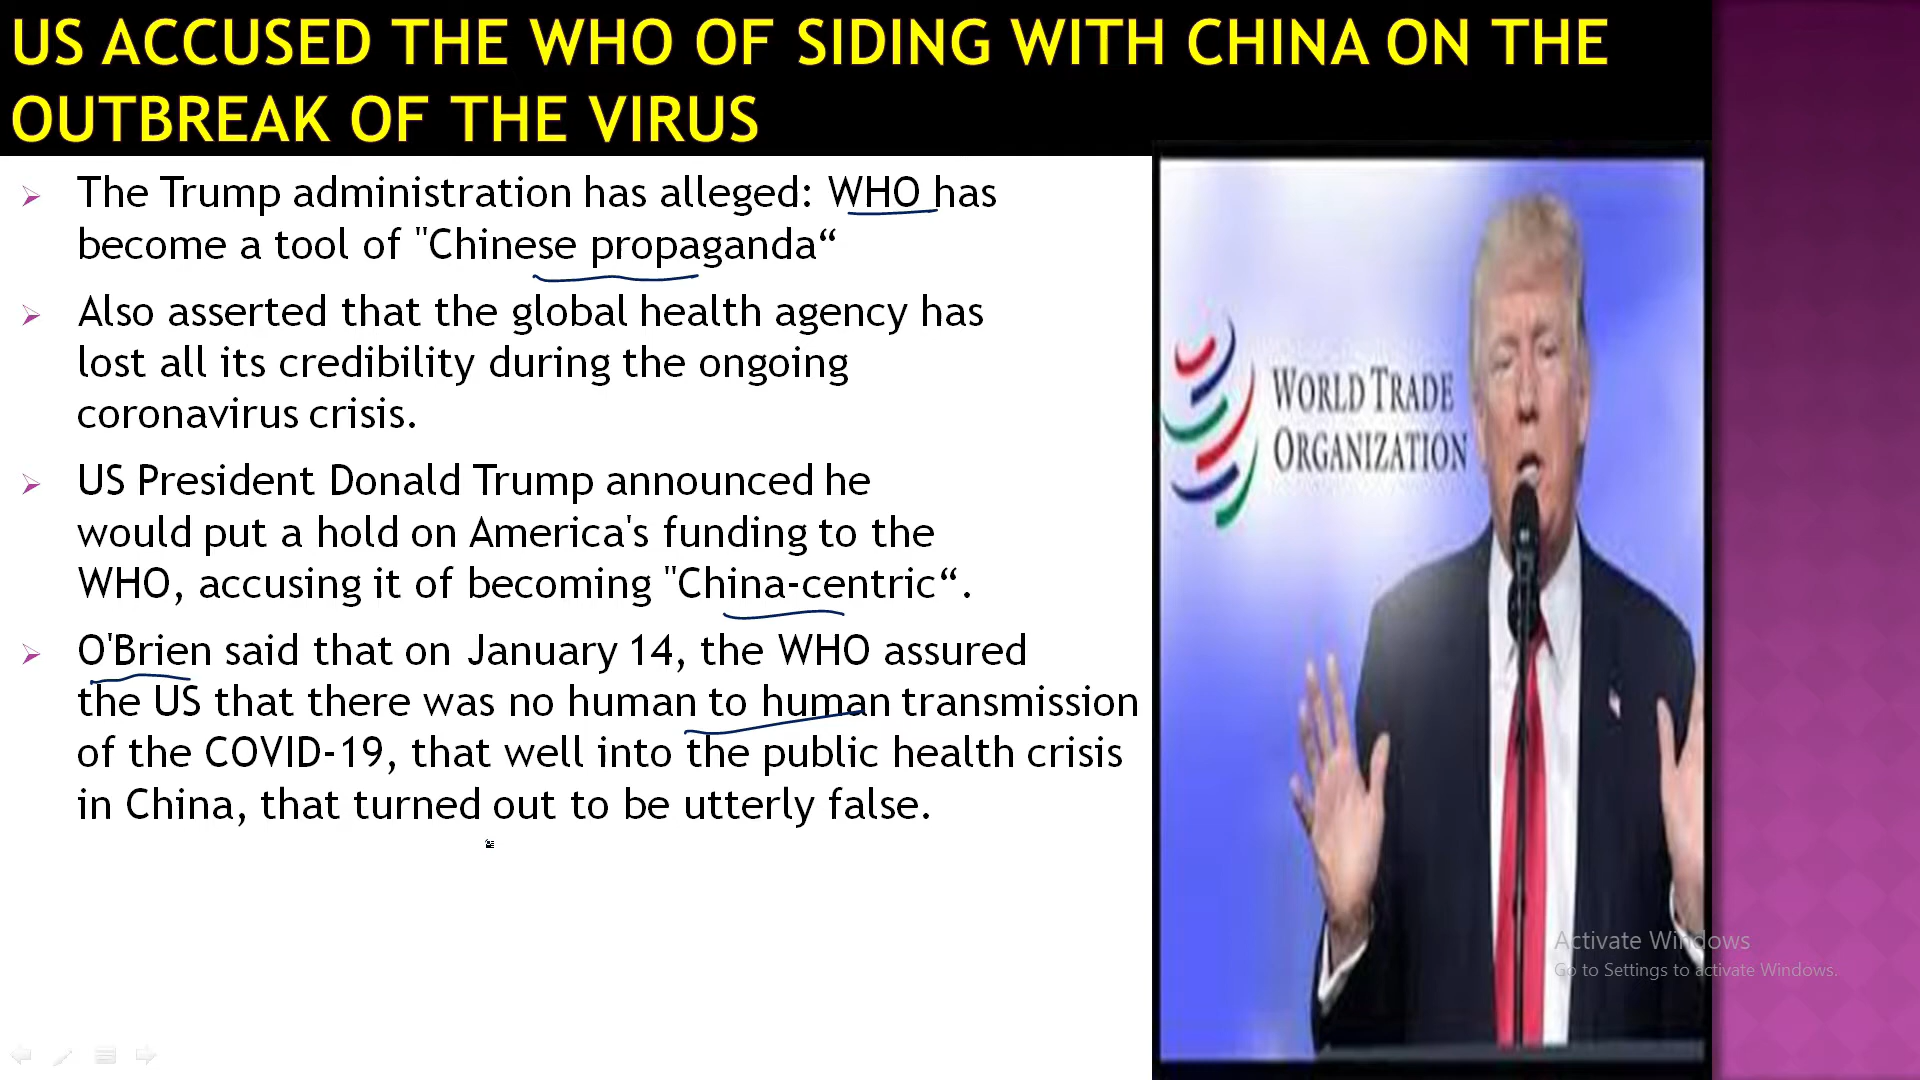 US ACCUSED THE WHO OF SIDING WITH CHINA ON THE
OUTBREAK OF THE VIRUS
The Trump administration has alleged: WHO has
become a tool of "Chinese propaganda“
Also asserted that the global health agency has
lost all its credibility during the ongoing
coronavirus crisis.
US President Donald Trump announced he
would put a hold on America's funding to the
WHO, accusing it of becoming "China-centric“.
O'Brien said that on January 14, the WHO assured
the US that there was no human to human transmission
of the COVID-19, that well into the public health crisis
in China, that turned out to be utterly false.
WORLD TRADE
ORGANIZATION
Activate Windows
Go to Settings to activate Windows.